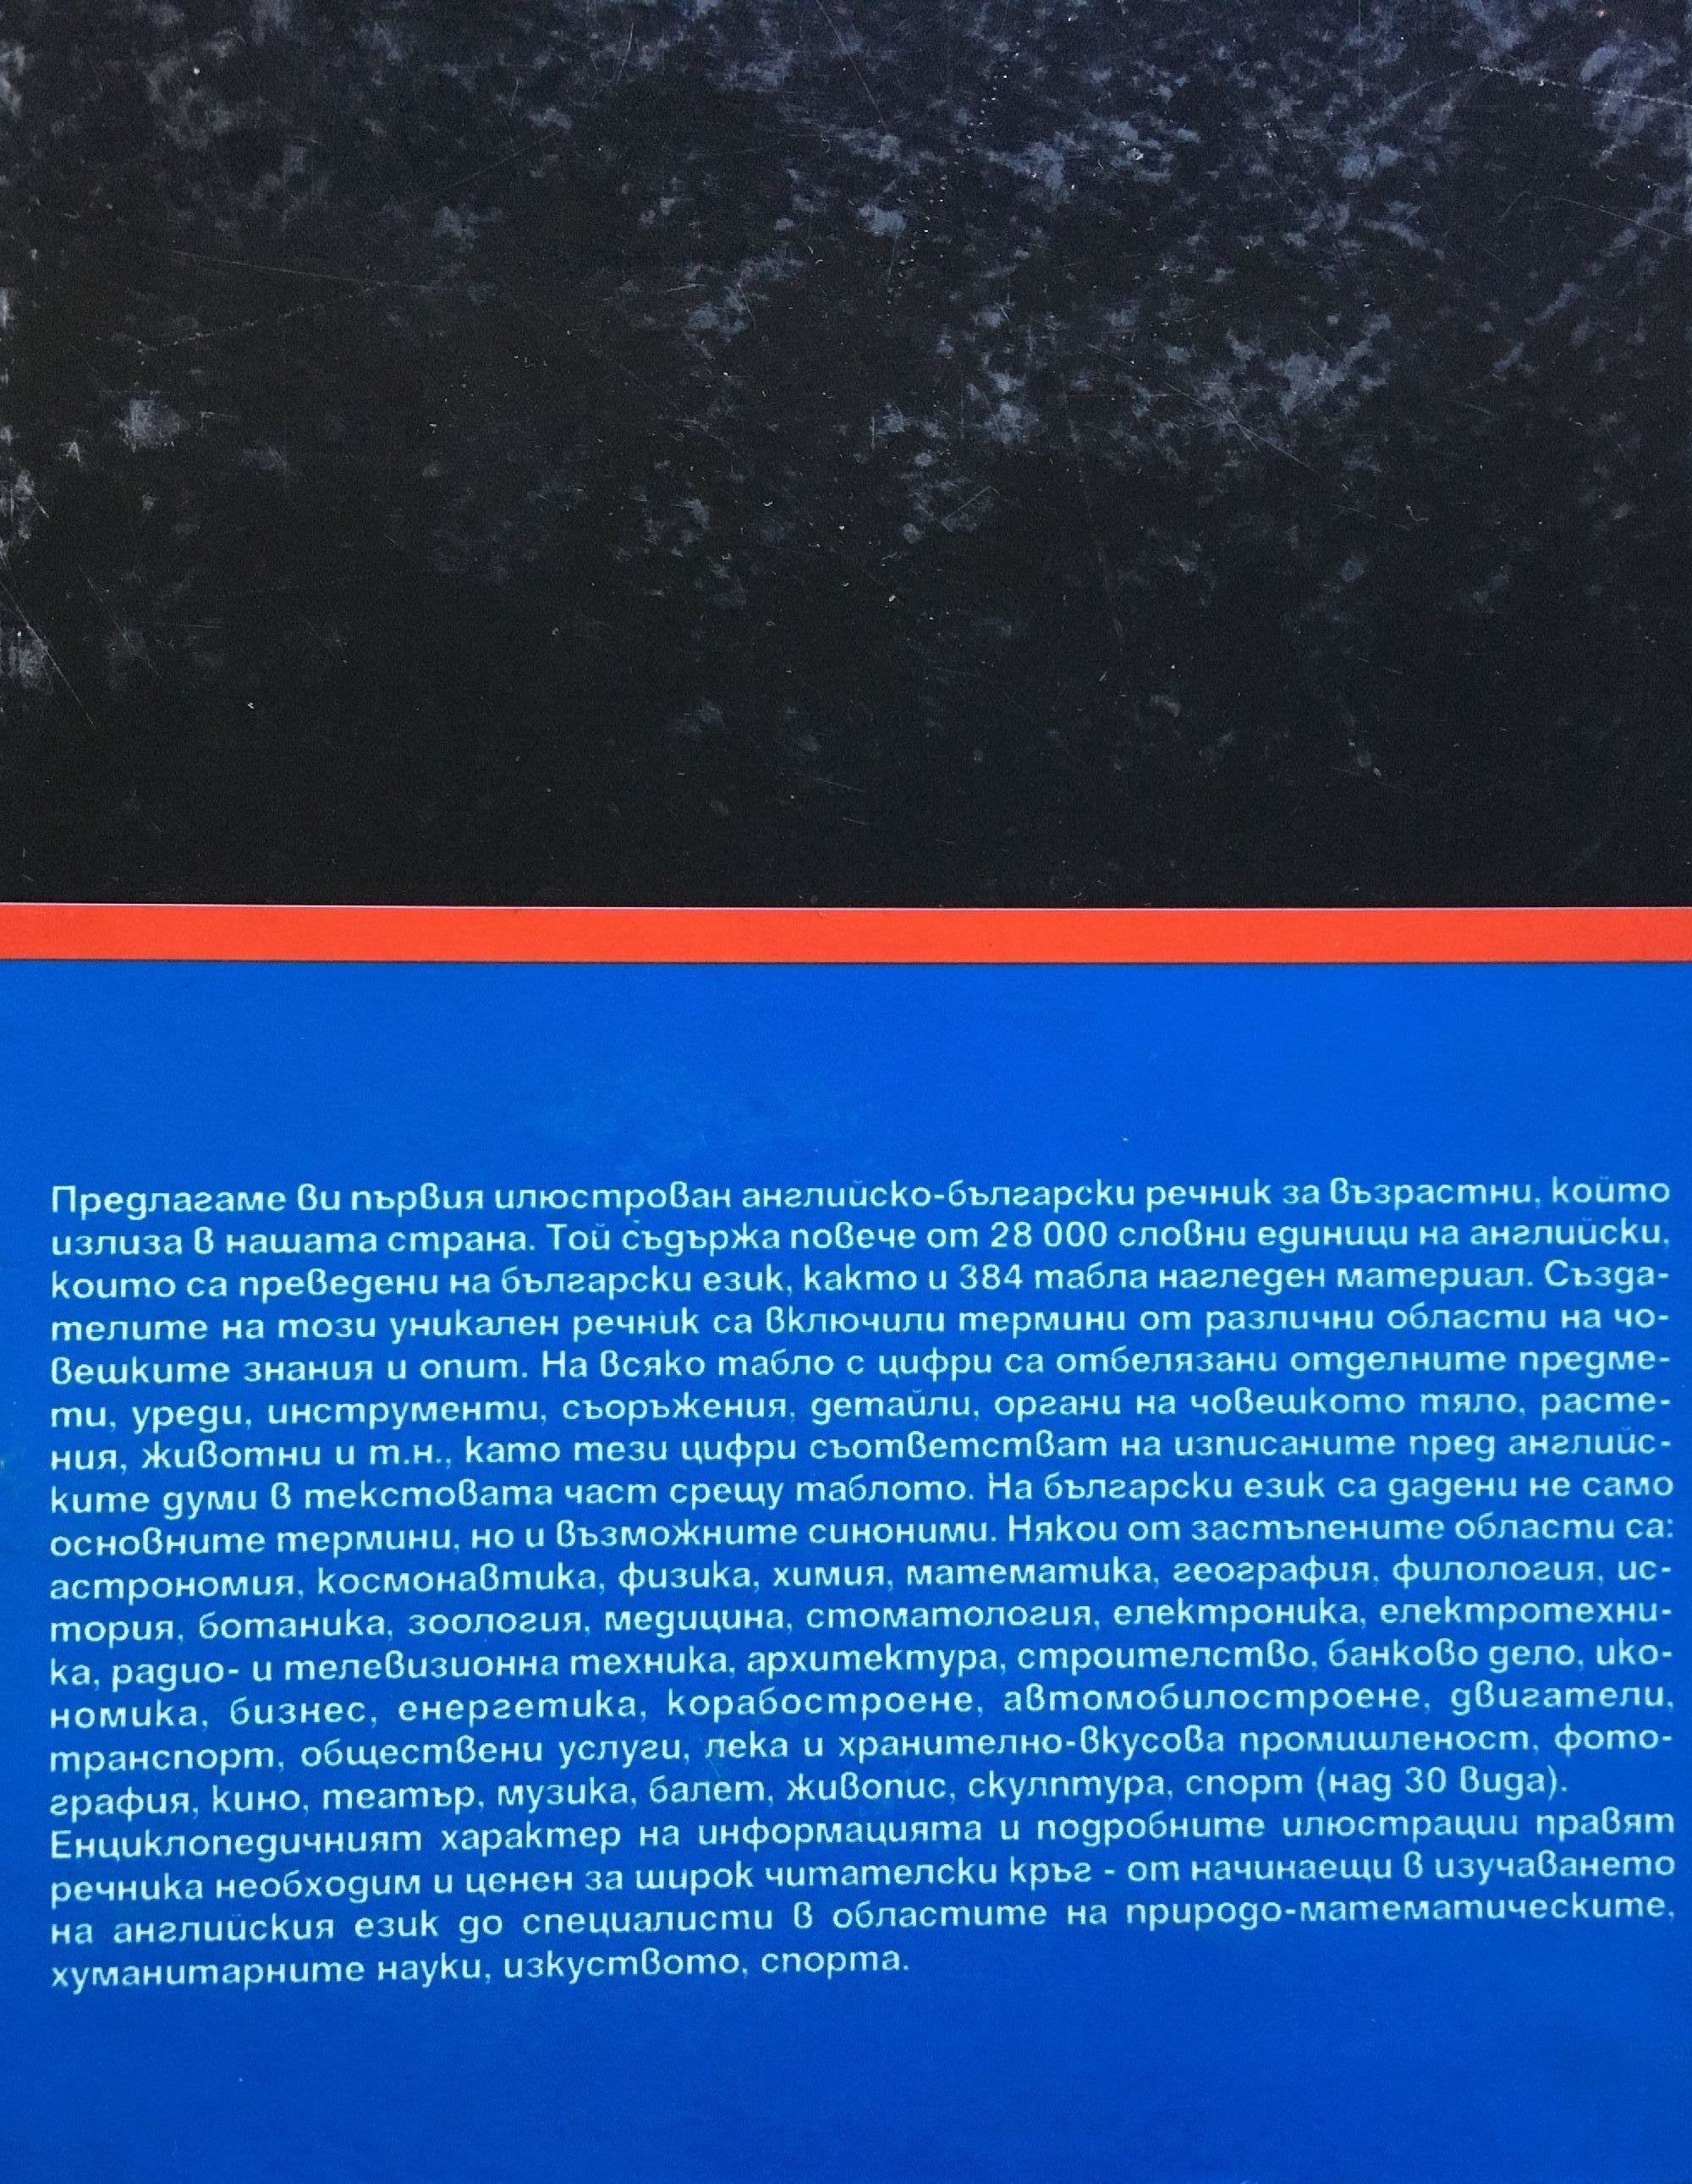 Предлагаме ви първия илюстрован английско-български речник за възрастни, който
излиза в нашата страна. Той съдържа повече от 28 000 словни единици на английски,
които са преведени на български език, както и 384 табла нагледен материал. Създа-
телите на този уникален речник са включили термини от различни области на чо-
вешките знания и опит. На всяко табло с цифри са отбелязани отделните предме-
ти, уреди, инструменти, съоръжения, детайли, органи на човешкото тяло, расте-
ния, животни и т.н., като тези цифри съответстват на изписаните пред английс-
ките думи в текстовата част срещу таблото. На български език са дадени не само
основните термини, но и възможните синоними. Някои от застъпените области са:
астрономия, космонавтика, физика, химия, математика, география, филология, ис-
тория, ботаника, зоология, медицина, стоматология, електроника, електротехни-
ка, радио- и телевизионна техника, архитектура, строителство, банково дело, ико-
номика, бизнес, енергетика, корабостроене, автомобилостроене, двигатели,
транспорт, обществени услуги, лека и хранително-вкусова промишленост, фото-
графия, кино, театър, музика, балет, живопис, скулптура, спорт (над 30 вида).
Енциклопедичният характер на информацията и подробните илюстрации правят
речника необходим и ценен за широк читателски кръг - от начинаещи в изучаването
на английския език до специалисти в областите на природо-математическите,
хуманитарните науки, изкуството, спорта.